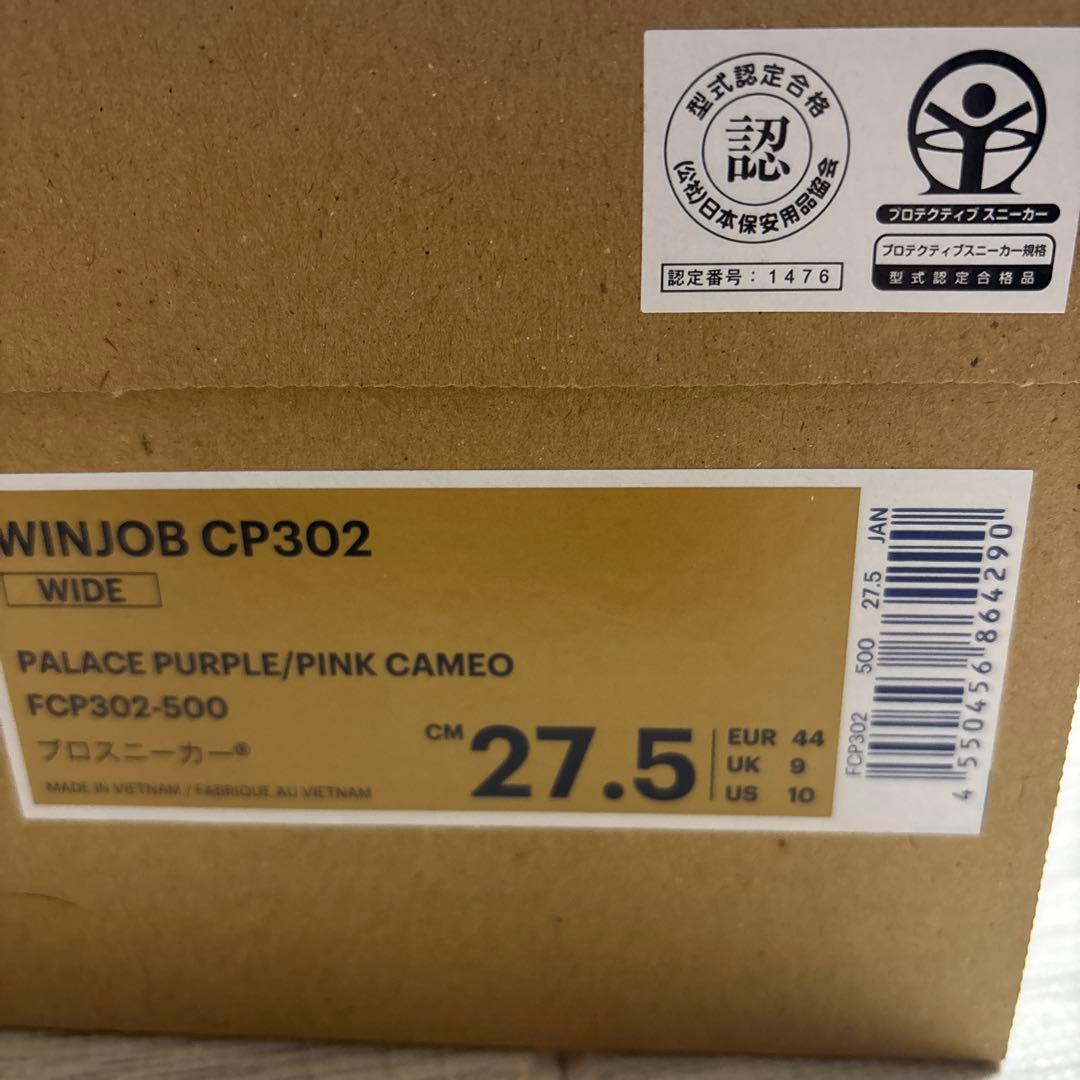 型式認定合格
認
(公社)日本保安用品協会
認定番号：1476
プロテクティブ スニーカー
プロテクティブスニーカー規格
型式認定合格品
WINJOB CP302
WIDE
PALACE PURPLE/PINK CAMEO
FCP302-500
プロスニーカー®
MADE IN VIETNAM / FABRIQUE AU VIETNAM
CM 27.5
EUR 44
UK 9
US 10
FCP302 500 27.5 JAN
4550456864290